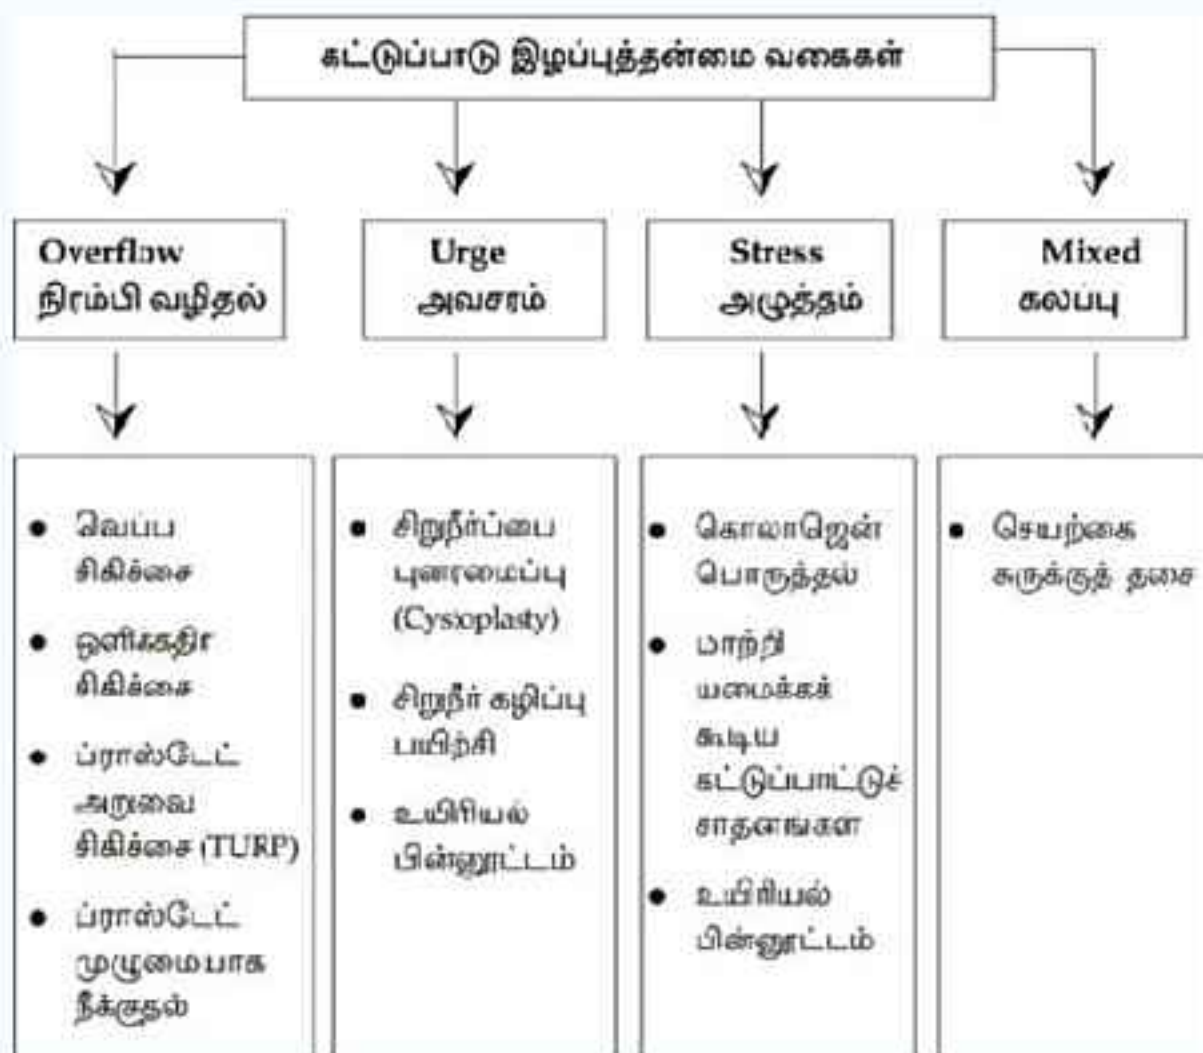 கட்டுப்பாடு இழப்புத்தன்மை வகைகள்
Overflow
நிரம்பி வழிதல்
Urge
அவசரம்
Stress
அழுத்தம்
Mixed
கலப்பு
வெப்ப
சிகிச்சை
ஒளிக்கதிர்
சிகிச்சை
ப்ராஸ்டேட்
அறுவை
சிகிச்சை (TURP)
ப்ராஸ்டேட்
முழுமையாக
நீக்குதல்
சிறுநீர்ப்பை
புனரமைப்பு
(Cystoplasty)
சிறுநீர் கழிப்பு
பயிற்சி
உயிரியல்
பின்னூட்டம்
கொலாஜென்
பொருத்தல்
மாற்றி
யமைக்கக்
கூடிய
கட்டுப்பாட்டுச்
சாதனங்கள்
உயிரியல்
பின்னூட்டம்
செயற்கை
சுருக்குத் தசை